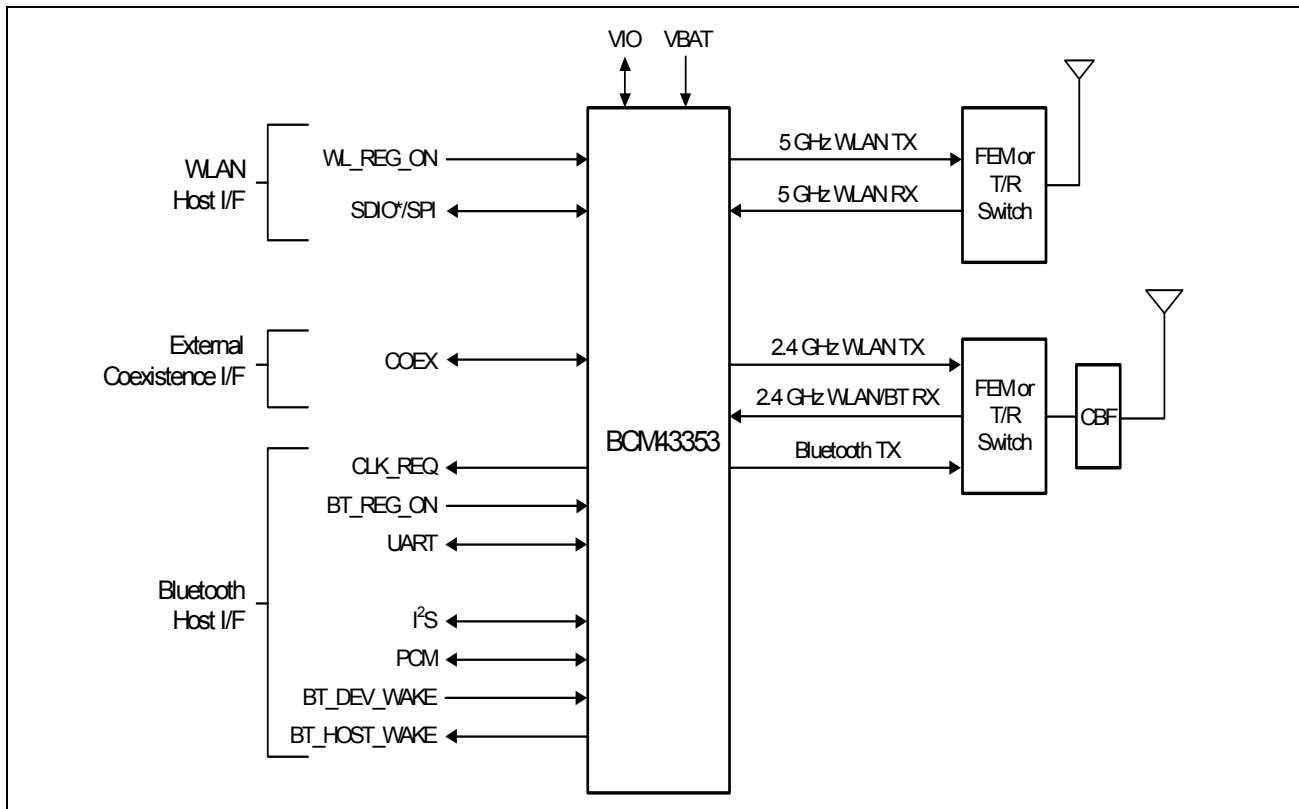 VIO VBAT
WLAN
Host I/F
WL_REG_ON
SDIO*/SPI
External
Coexistence I/F
COEX
Bluetooth
Host I/F
CLK_REQ
BT_REG_ON
UART
I²S
PCM
BT_DEV_WAKE
BT_HOST_WAKE
BCM43353
5 GHz WLAN TX
5 GHz WLAN RX
FEM or
T/R
Switch
2.4 GHz WLAN TX
2.4 GHz WLAN/BT RX
Bluetooth TX
FEM or
T/R
Switch
CBF